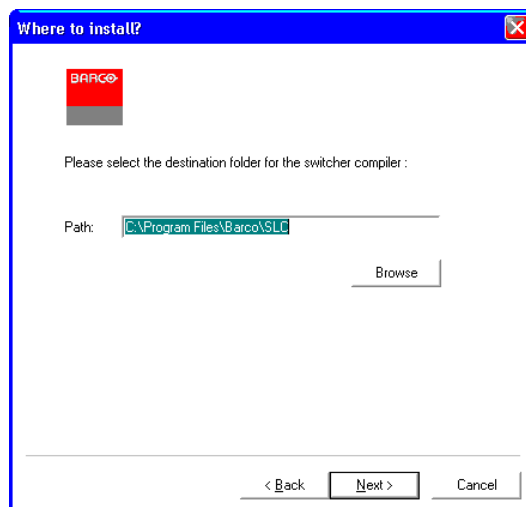 Where to install?
BARCO
Please select the destination folder for the switcher compiler :
Path: C:\Program Files\Barco\SLC
Browse
< Back Next > Cancel